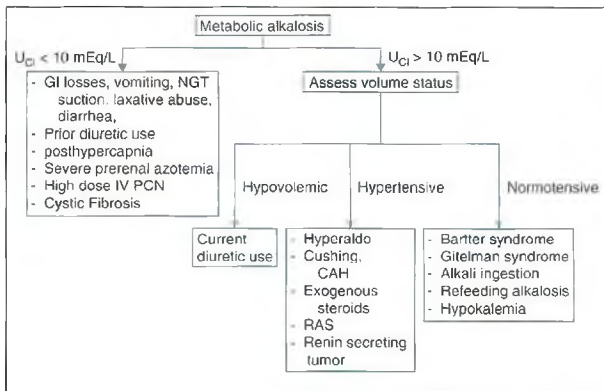 Metabolic alkalosis
U_Cl < 10 mEq/L
U_Cl > 10 mEq/L
- GI losses, vomiting, NGT
suction, laxative abuse,
diarrhea,
- Prior diuretic use
- posthypercapnia
- Severe prerenal azotemia
- High dose IV PCN
- Cystic Fibrosis
Assess volume status
Hypovolemic
Hypertensive
Normotensive
Current
diuretic use
- Hyperaldo
- Cushing,
CAH
- Exogenous
steroids
- RAS
- Renin secreting
tumor
- Bartter syndrome
- Gitelman syndrome
- Alkali ingestion
- Refeeding alkalosis
- Hypokalemia